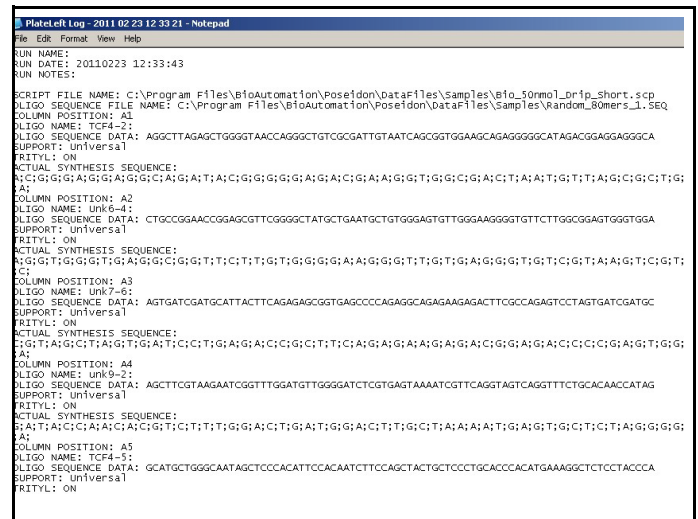 PlateLeft Log - 2011 02 23 12 33 21 - Notepad
File Edit Format View Help
RUN NAME:
RUN DATE: 20110223 12:33:43
RUN NOTES:
SCRIPT FILE NAME: C:\Program Files\BioAutomation\Poseidon\DataFiles\Samples\Bio_50nmol_Drip_Short.scp
OLIGO SEQUENCE FILE NAME: C:\Program Files\BioAutomation\Poseidon\DataFiles\Samples\Random_80mers_1.SEQ
COLUMN POSITION: A1
OLIGO NAME: TCF4-2:
OLIGO SEQUENCE DATA: AGGCTTAGAGCTGGGGTAACCAGGGCTGTCGCGATTGTAATCAGCGGTGGAAGCAGAGGGGGCATAGACGGAGGAGGGCA
SUPPORT: Universal
TRITYL: ON
ACTUAL SYNTHESIS SEQUENCE:
A;C;G;G;G;A;G;G;A;G;G;C;A;G;A;T;A;C;G;G;G;G;G;A;G;A;C;G;A;A;G;G;T;G;G;C;G;A;C;T;A;A;T;G;T;T;A;G;C;G;C;T;G;
;A;
COLUMN POSITION: A2
OLIGO NAME: Unk6-4:
OLIGO SEQUENCE DATA: CTGCCGGAACCGGAGCGTTCGGGGCTATGCTGAATGCTGTGGGAGTGTTGGGAAGGGGTGTTCTTGGCGGAGTGGGTGGA
SUPPORT: Universal
TRITYL: ON
ACTUAL SYNTHESIS SEQUENCE:
A;G;G;T;G;G;G;T;G;A;G;G;C;G;G;T;T;C;T;T;G;T;G;G;G;G;A;A;G;G;G;T;T;G;T;G;A;G;G;G;T;G;T;C;G;T;A;A;G;T;C;G;T;
;C;
COLUMN POSITION: A3
OLIGO NAME: Unk7-6:
OLIGO SEQUENCE DATA: AGTGATCGATGCATTACTTCAGAGAGCGGTGAGCCCCAGAGGCAGAGAAGAGACTTCGCCAGAGTCCTAGTGATCGATGC
SUPPORT: Universal
TRITYL: ON
ACTUAL SYNTHESIS SEQUENCE:
C;G;T;A;G;C;T;A;G;T;G;A;T;C;C;T;G;A;G;A;C;C;G;C;T;T;C;A;G;A;G;A;A;G;A;G;A;C;G;G;A;G;A;C;C;C;C;G;A;G;T;G;G;
;A;
COLUMN POSITION: A4
OLIGO NAME: unk9-2:
OLIGO SEQUENCE DATA: AGCTTCGTAAGAATCGGTTTGGATGTTGGGGATCTCGTGAGTAAAATCGTTCAGGTAGTCAGGTTTCTGCACAACCATAG
SUPPORT: Universal
TRITYL: ON
ACTUAL SYNTHESIS SEQUENCE:
G;A;T;A;C;C;A;A;C;A;C;G;T;C;T;T;T;G;G;A;C;T;G;A;T;G;G;A;C;T;T;G;C;T;A;A;A;A;T;G;A;G;T;G;C;T;C;T;A;G;G;G;G;
;A;
COLUMN POSITION: A5
OLIGO NAME: TCF4-5:
OLIGO SEQUENCE DATA: GCATGCTGGGCAATAGCTCCCACATTCCACAATCTTCCAGCTACTGCTCCCTGCACCCACATGAAAGGCTCTCCTACCCA
SUPPORT: Universal
TRITYL: ON